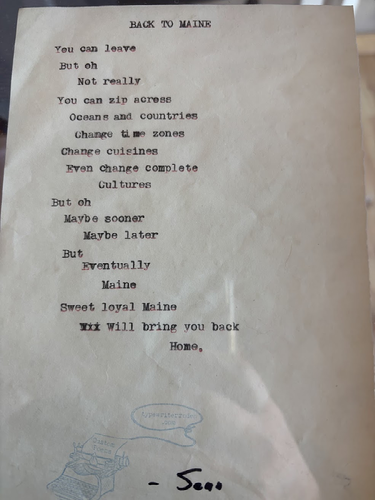 BACK TO MAINE
You can leave
But oh
Not really
You can zip acress
Oceans and countries
Change time zones
Change cuisines
Even change complete
Cultures
But oh
Maybe sooner
Maybe later
But
Eventually
Maine
Sweet loyal Maine
Will bring you back
Home.
- Sean